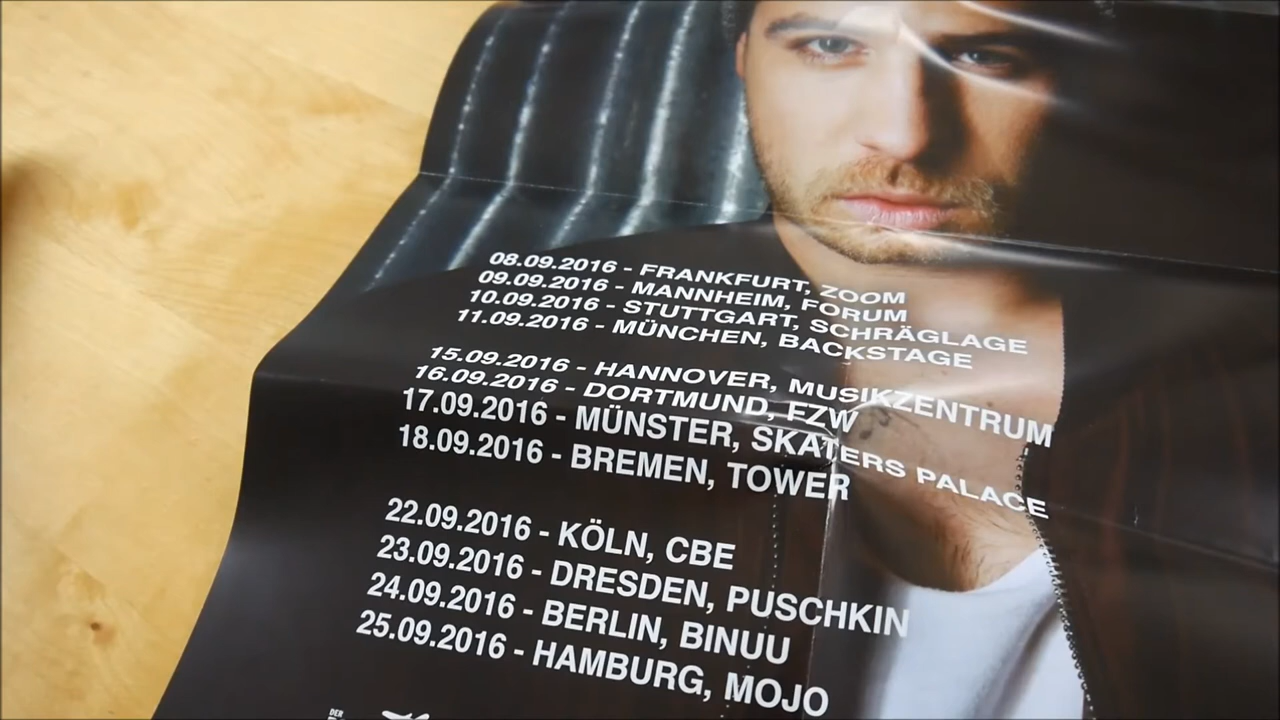 08.09.2016 - FRANKFURT, ZOOM
09.09.2016 - MANNHEIM, FORUM
10.09.2016 - STUTTGART, SCHRÄGLAGE
11.09.2016 - MÜNCHEN, BACKSTAGE
15.09.2016 - HANNOVER, MUSIKZENTRUM
16.09.2016 - DORTMUND, FZW
17.09.2016 - MÜNSTER, SKATERS PALACE
18.09.2016 - BREMEN, TOWER
22.09.2016 - KÖLN, CBE
23.09.2016 - DRESDEN, PUSCHKIN
24.09.2016 - BERLIN, BINUU
25.09.2016 - HAMBURG, MOJO
DER